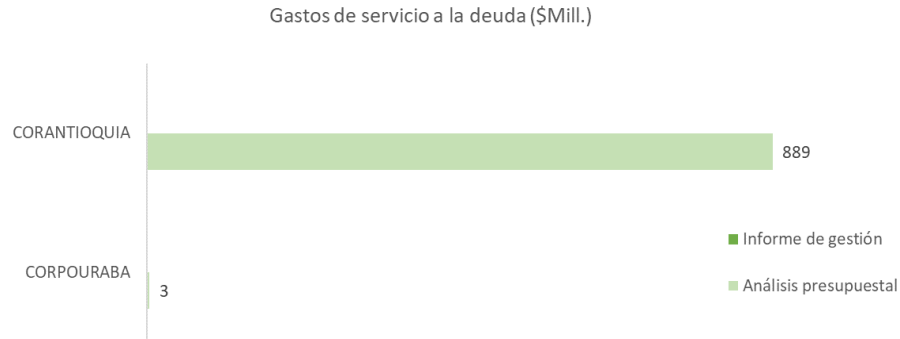 Gastos de servicio a la deuda ($Mill.)
CORANTIOQUIA
889
Informe de gestión
CORPOURABA
Análisis presupuestal
3